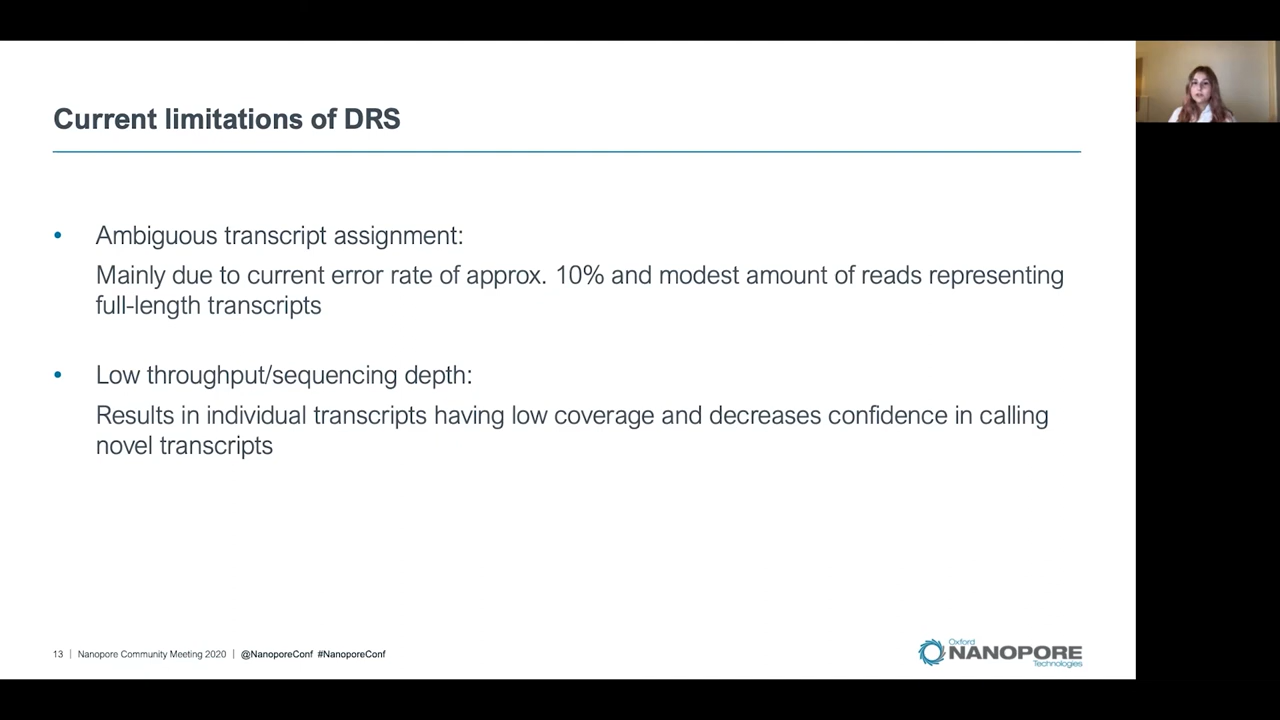 Current limitations of DRS
• Ambiguous transcript assignment:
Mainly due to current error rate of approx. 10% and modest amount of reads representing
full-length transcripts
• Low throughput/sequencing depth:
Results in individual transcripts having low coverage and decreases confidence in calling
novel transcripts
13 | Nanopore Community Meeting 2020 | @NanoporeConf #NanoporeConf
Oxford
NANOPORE
Technologies